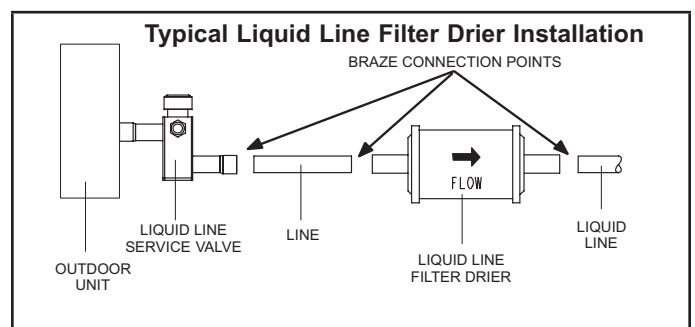 Typical Liquid Line Filter Drier Installation
BRAZE CONNECTION POINTS
FLOW
LIQUID LINE
SERVICE VALVE
LINE
LIQUID
LINE
OUTDOOR
UNIT
LIQUID LINE
FILTER DRIER